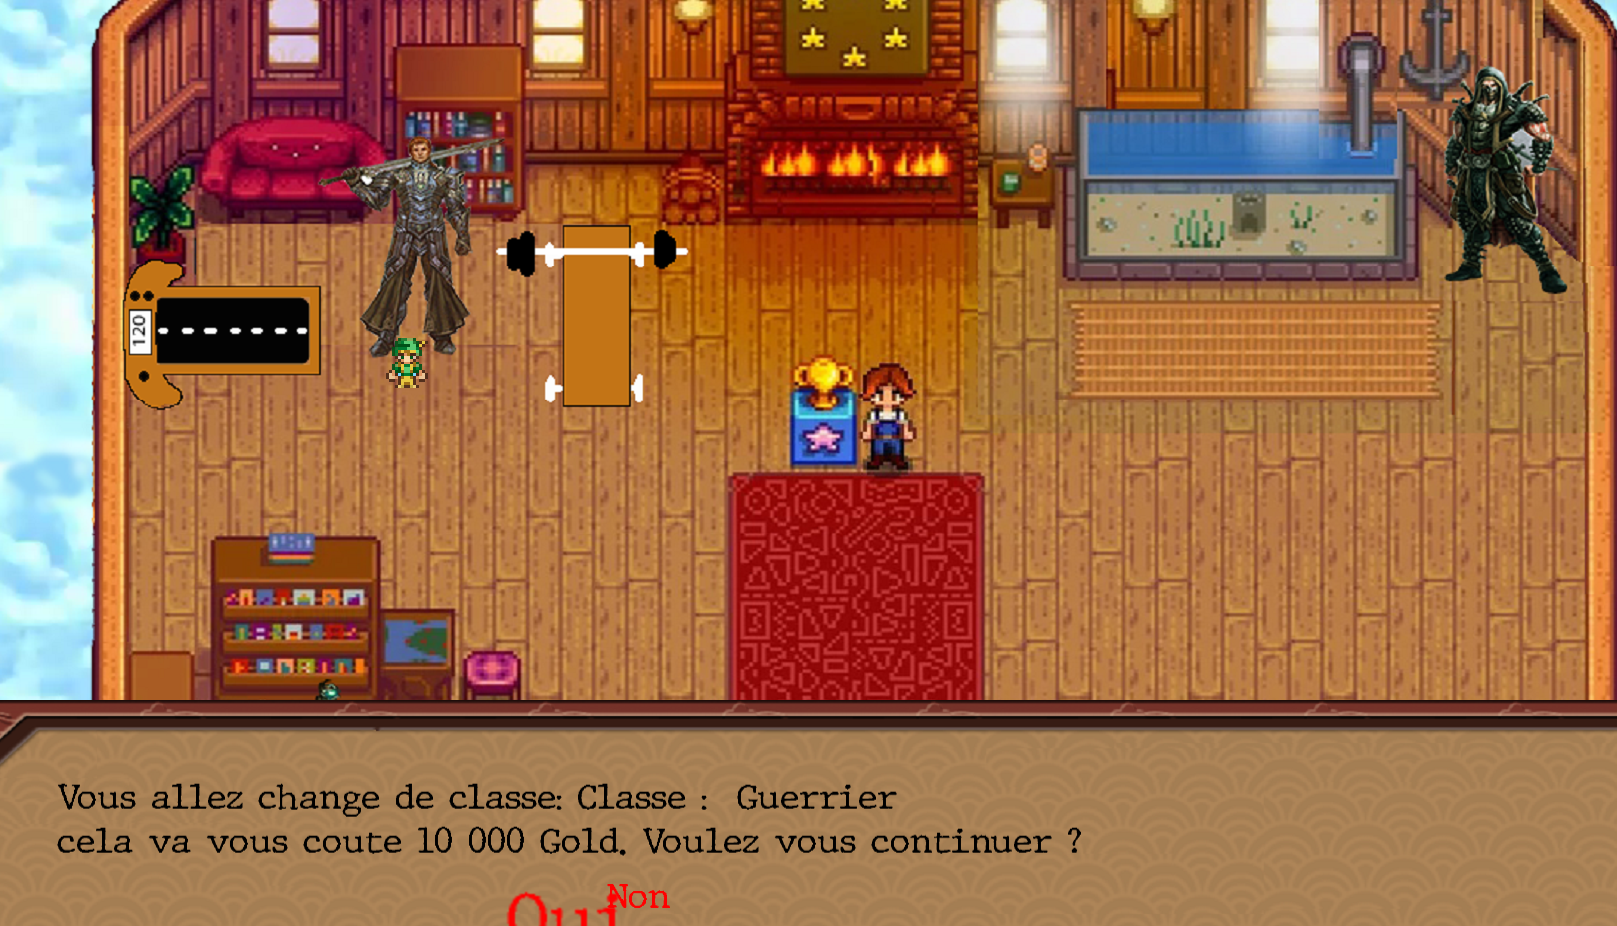 120
Vous allez change de classe: Classe : Guerrier
cela va vous coute 10 000 Gold. Voulez vous continuer ?
Non
Oui